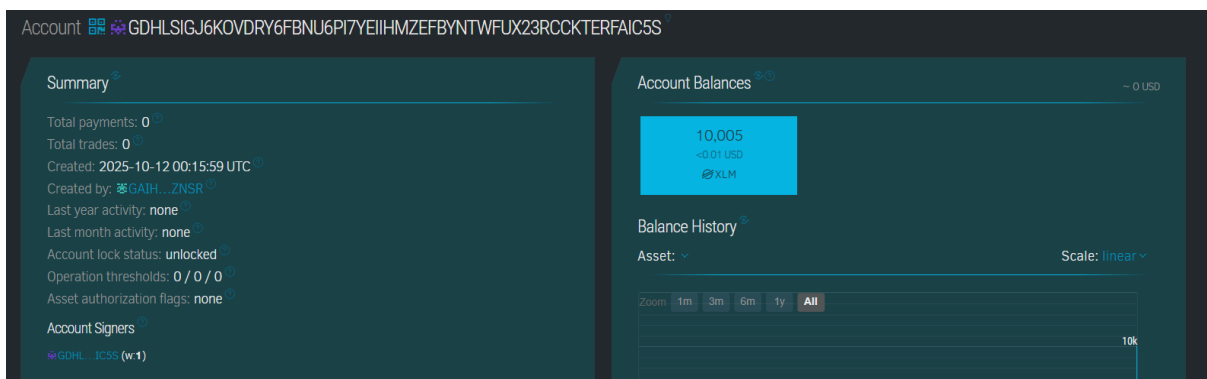 Account GDHLSIGJ6KOVDRY6FBNU6PI7YEIIHMZEFBYNTWFUX23RCCKTERFAIC5S
Summary
Total payments: 0
Total trades: 0
Created: 2025-10-12 00:15:59 UTC
Created by: GAIH...ZNSR
Last year activity: none
Last month activity: none
Account lock status: unlocked
Operation thresholds: 0 / 0 / 0
Asset authorization flags: none
Account Signers
GDHL...IC5S (w:1)
Account Balances
~ 0 USD
10,005
<0.01 USD
XLM
Balance History
Asset:
Scale: linear
Zoom 1m 3m 6m 1y All
10k